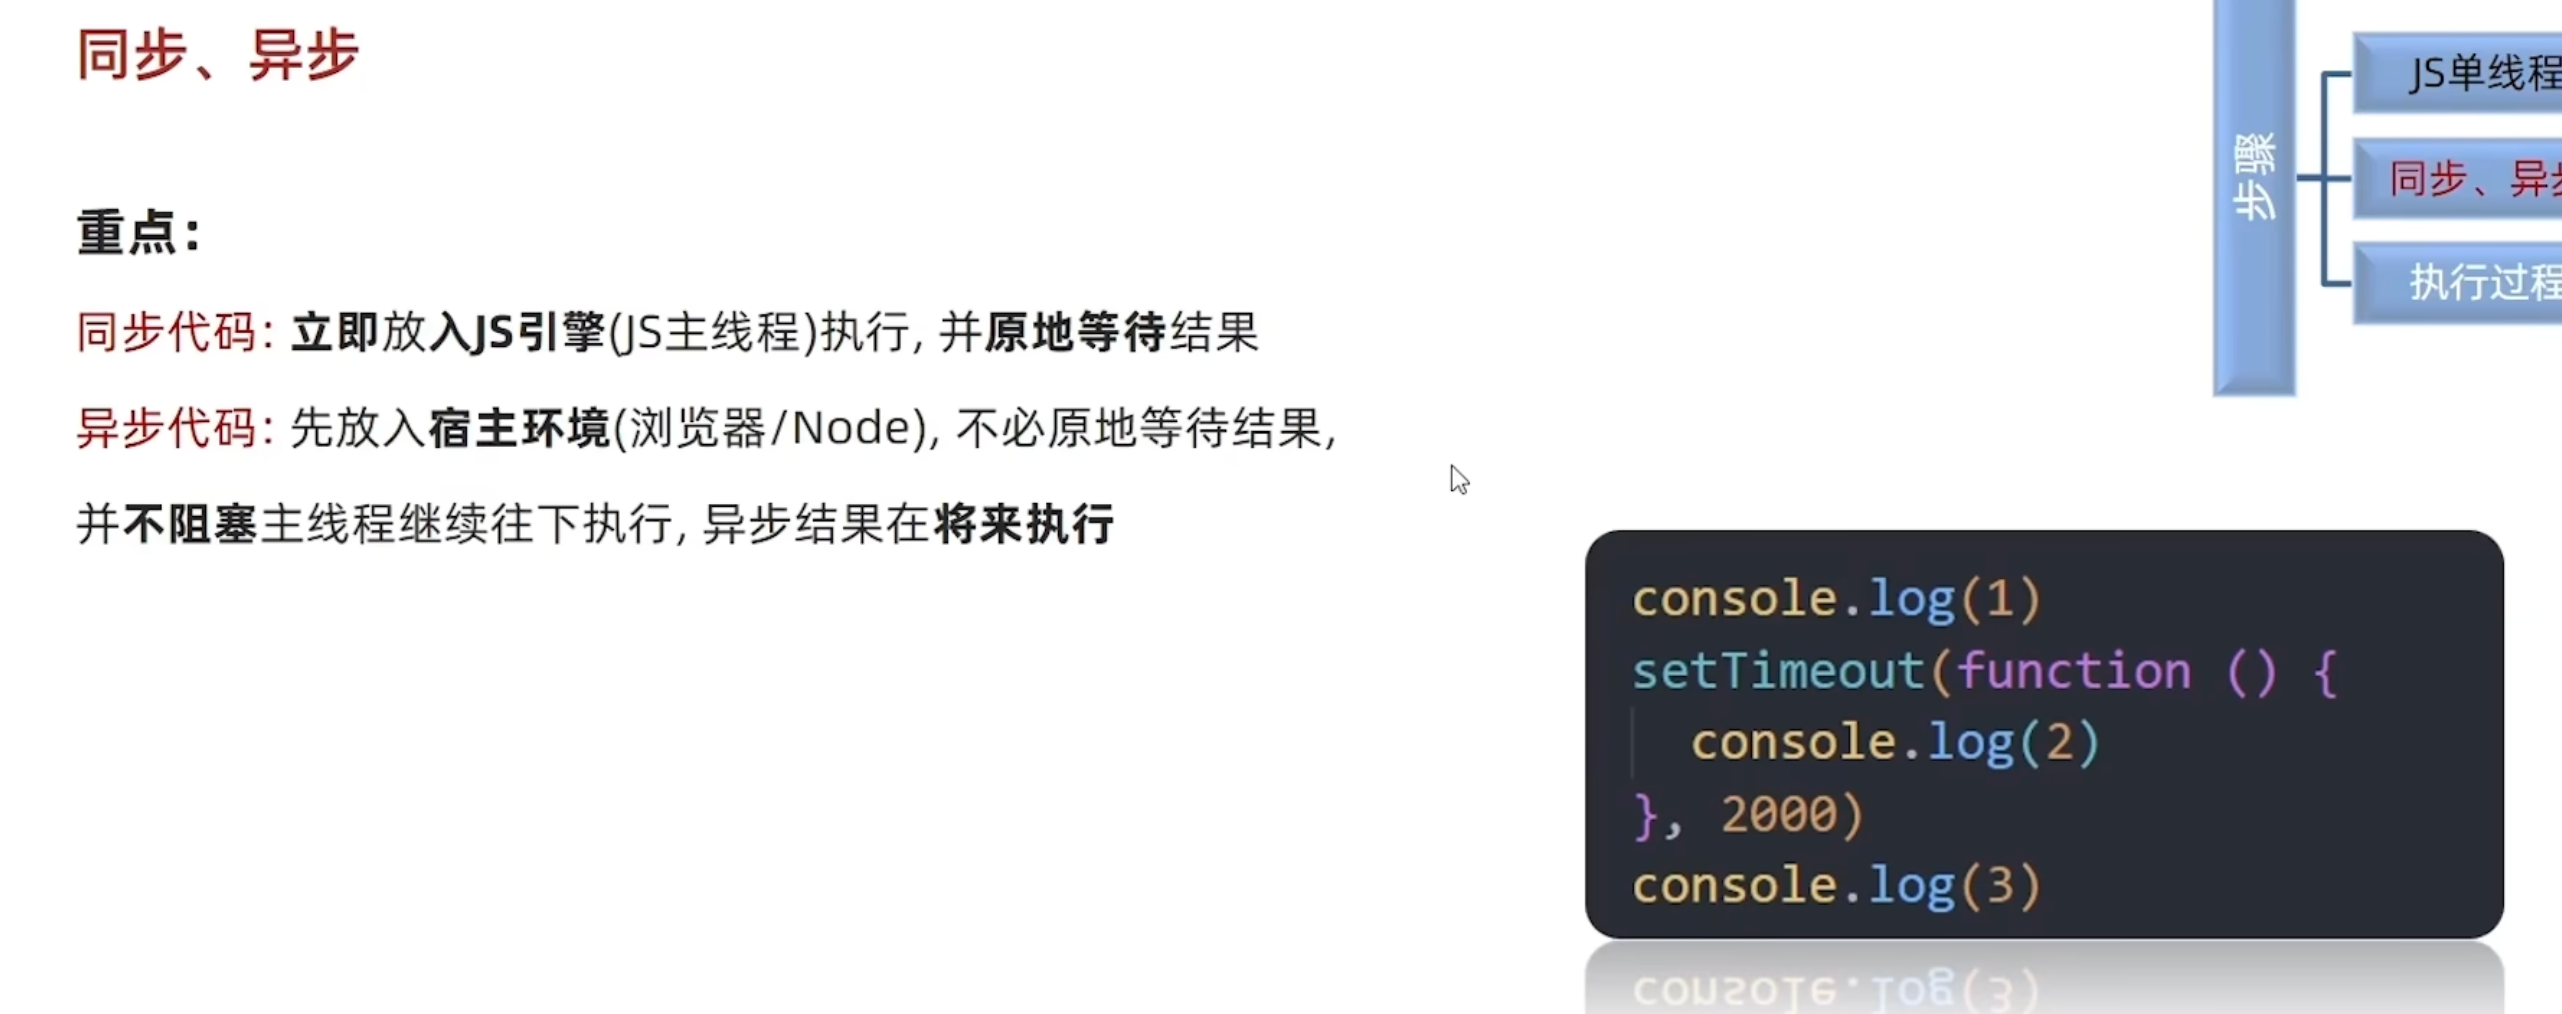 同步、异步
重点：
同步代码: 立即放入JS引擎(JS主线程)执行, 并原地等待结果
异步代码: 先放入宿主环境(浏览器/Node), 不必原地等待结果,
并不阻塞主线程继续往下执行, 异步结果在将来执行
步骤
JS单线程
同步、异步
执行过程
console.log(1)
setTimeout(function () {
  console.log(2)
}, 2000)
console.log(3)